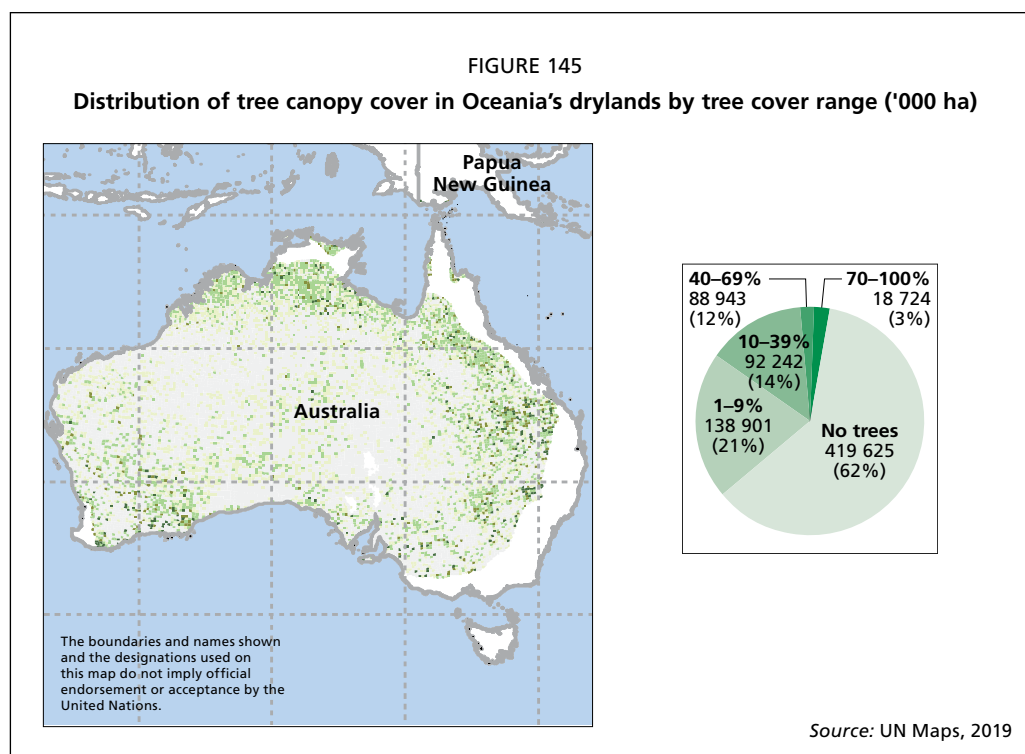 FIGURE 145
Distribution of tree canopy cover in Oceania's drylands by tree cover range ('000 ha)
Papua
New Guinea
Australia
The boundaries and names shown
and the designations used on
this map do not imply official
endorsement or acceptance by the
United Nations.
40–69%
88 943
(12%)
70–100%
18 724
(3%)
10–39%
92 242
(14%)
1–9%
138 901
(21%)
No trees
419 625
(62%)
Source: UN Maps, 2019